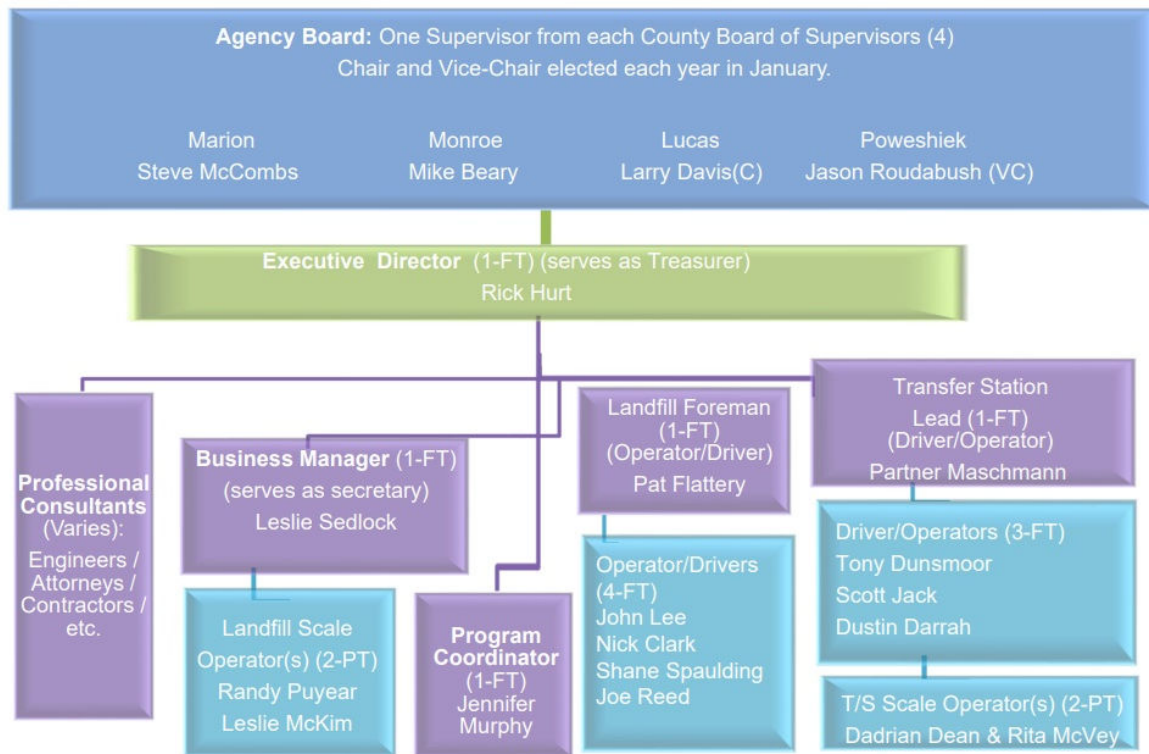 Agency Board: One Supervisor from each County Board of Supervisors (4)
Chair and Vice-Chair elected each year in January.
Marion
Steve McCombs
Monroe
Mike Beary
Lucas
Larry Davis(C)
Poweshiek
Jason Roudabush (VC)
Executive Director (1-FT) (serves as Treasurer)
Rick Hurt
Professional
Consultants
(Varies):
Engineers /
Attorneys /
Contractors /
etc.
Business Manager (1-FT)
(serves as secretary)
Leslie Sedlock
Landfill Scale
Operator(s) (2-PT)
Randy Puyear
Leslie McKim
Program
Coordinator
(1-FT)
Jennifer
Murphy
Landfill Foreman
(1-FT)
(Operator/Driver)
Pat Flattery
Operator/Drivers
(4-FT)
John Lee
Nick Clark
Shane Spaulding
Joe Reed
Transfer Station
Lead (1-FT)
(Driver/Operator)
Partner Maschmann
Driver/Operators (3-FT)
Tony Dunsmoor
Scott Jack
Dustin Darrah
T/S Scale Operator(s) (2-PT)
Dadrian Dean & Rita McVey